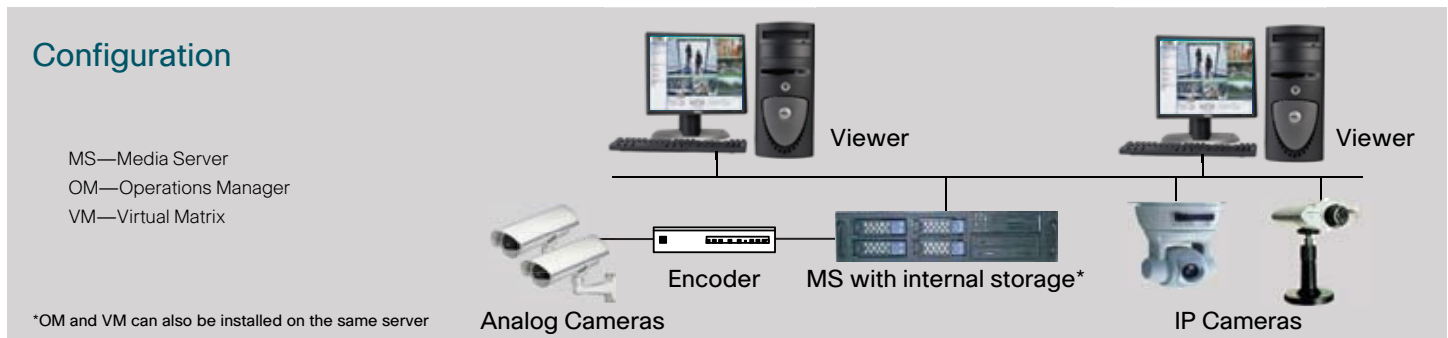 Configuration
MS—Media Server
OM—Operations Manager
VM—Virtual Matrix
*OM and VM can also be installed on the same server
Viewer
Viewer
Encoder
MS with internal storage*
Analog Cameras
IP Cameras